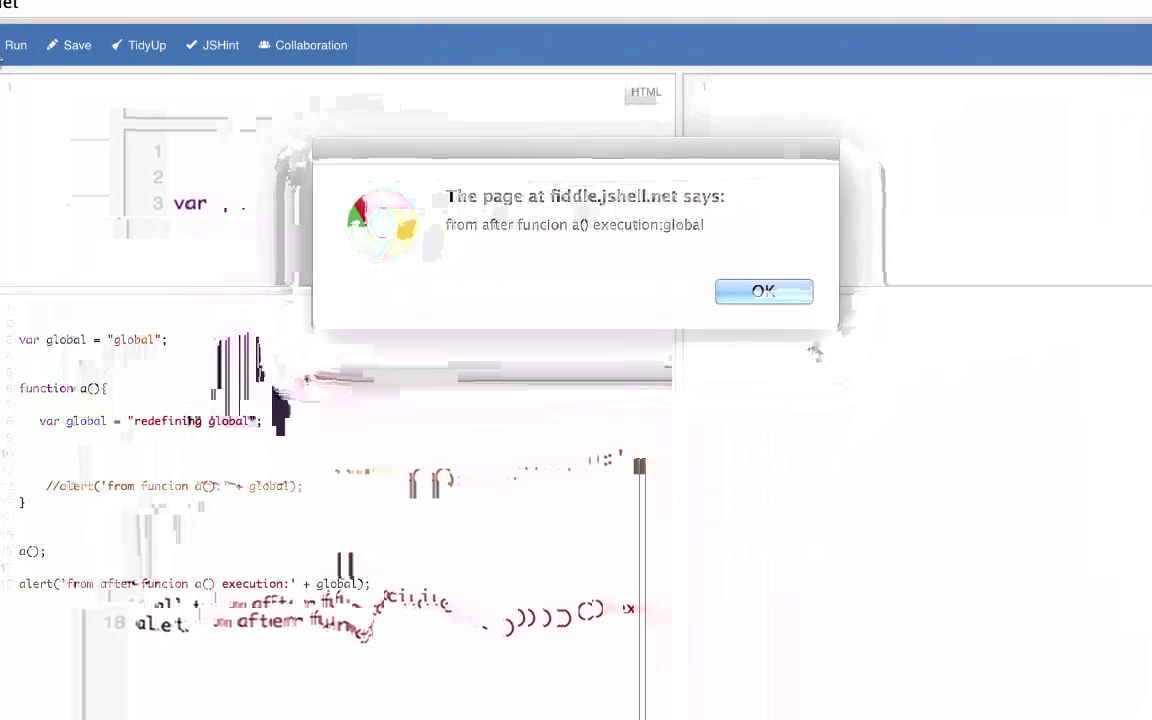 Run Save TidyUp JSHint Collaboration
1
HTML
1
1
2
3 var
The page at fiddle.jshell.net says:
from after funcion a() execution:global
OK
var global = "global";
function a(){
var global = "redefining global";
//alert('from funcion a():' + global);
}
a();
alert('from after funcion a() execution:' + global);
18